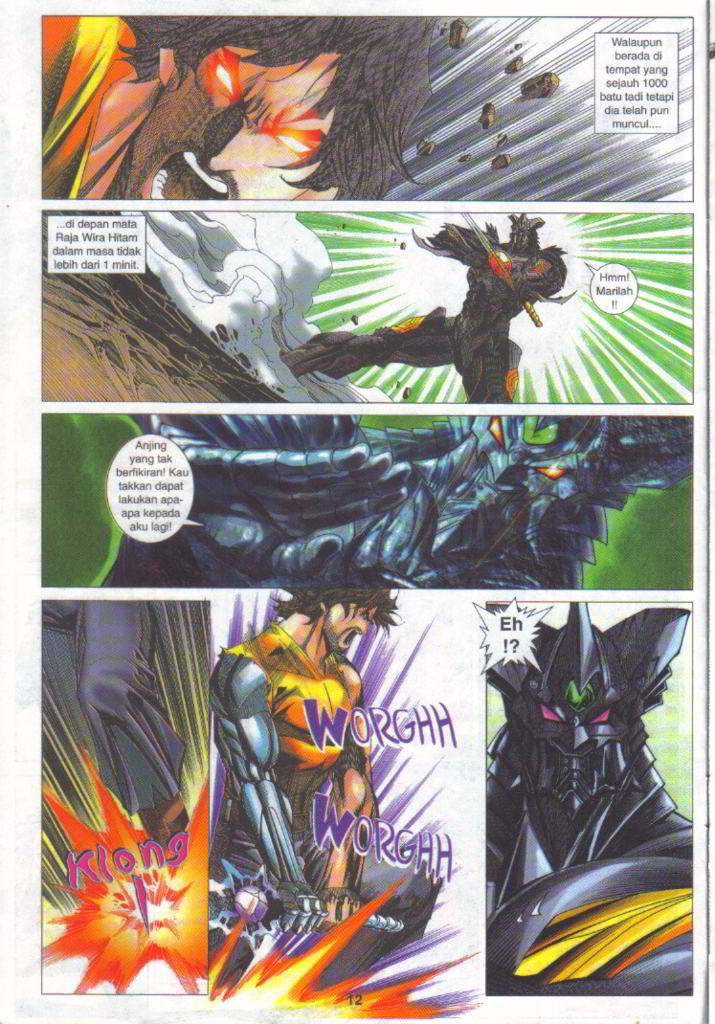 Walaupun
berada di
tempat yang
sejauh 1000
batu tadi tetapi
dia telah pun
muncul....
...di depan mata
Raja Wira Hitam
dalam masa tidak
lebih dari 1 minit.
Hmm!
Marilah
!!
Anjing
yang tak
berfikiran! Kau
takkan dapat
lakukan apa-
apa kepada
aku lagi!
Klong
!
WORGHH
WORGHH
Eh
!?
12